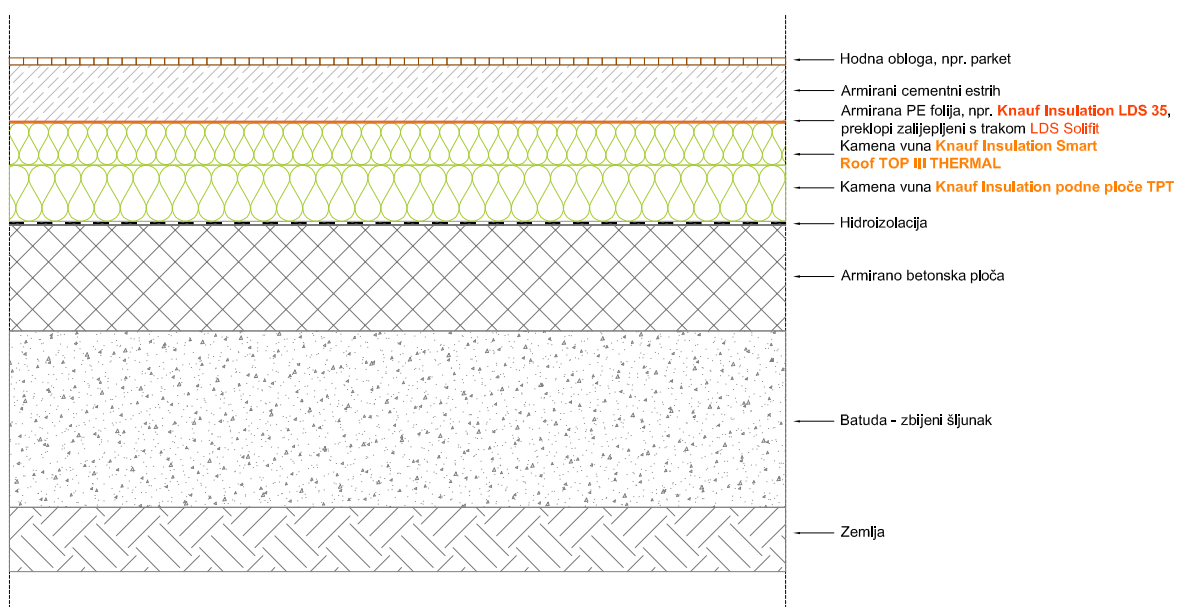 Hodna obloga, npr. parket
Armirani cementni estrih
Armirana PE folija, npr. Knauf Insulation LDS 35,
preklopi zalijepljeni s trakom LDS Solifit
Kamena vuna Knauf Insulation Smart
Roof TOP III THERMAL
Kamena vuna Knauf Insulation podne ploče TPT
Hidroizolacija
Armirano betonska ploča
Batuda - zbijeni šljunak
Zemlja